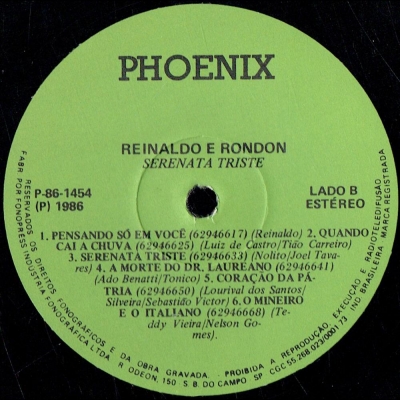 PHOENIX
REINALDO E RONDON
SERENATA TRISTE
P-86-1454
(P) 1986
LADO B
ESTÉREO
1. PENSANDO SÓ EM VOCÊ (62946617) (Reinaldo) 2. QUANDO
CAI A CHUVA (62946625) (Luiz de Castro/Tião Carreiro)
3. SERENATA TRISTE (62946633) (Nolito/Joel Tava-
res) 4. A MORTE DO DR. LAUREANO (62946641)
(Ado Benatti/Tonico) 5. CORAÇÃO DA PÁ-
TRIA (62946650) (Lourival dos Santos/
Silveira/Sebastião Victor) 6. O MINEIRO
E O ITALIANO (62946668) (Te-
ddy Vieira/Nelson Go-
mes).
RESERVADOS OS DIREITOS FONOGRÁFICOS E DA OBRA GRAVADA. PROIBIDA A REPRODUÇÃO, EXECUÇÃO E RADIOTELEDIFUSÃO
FABR POR FONOPRESS INDUSTRIA FONOGRÁFICA LTDA. R ODEON, 150 S. B. DO CAMPO SP CGC 55.268.023/0001.73 IND BRASILEIRA MARCA REGISTRADA